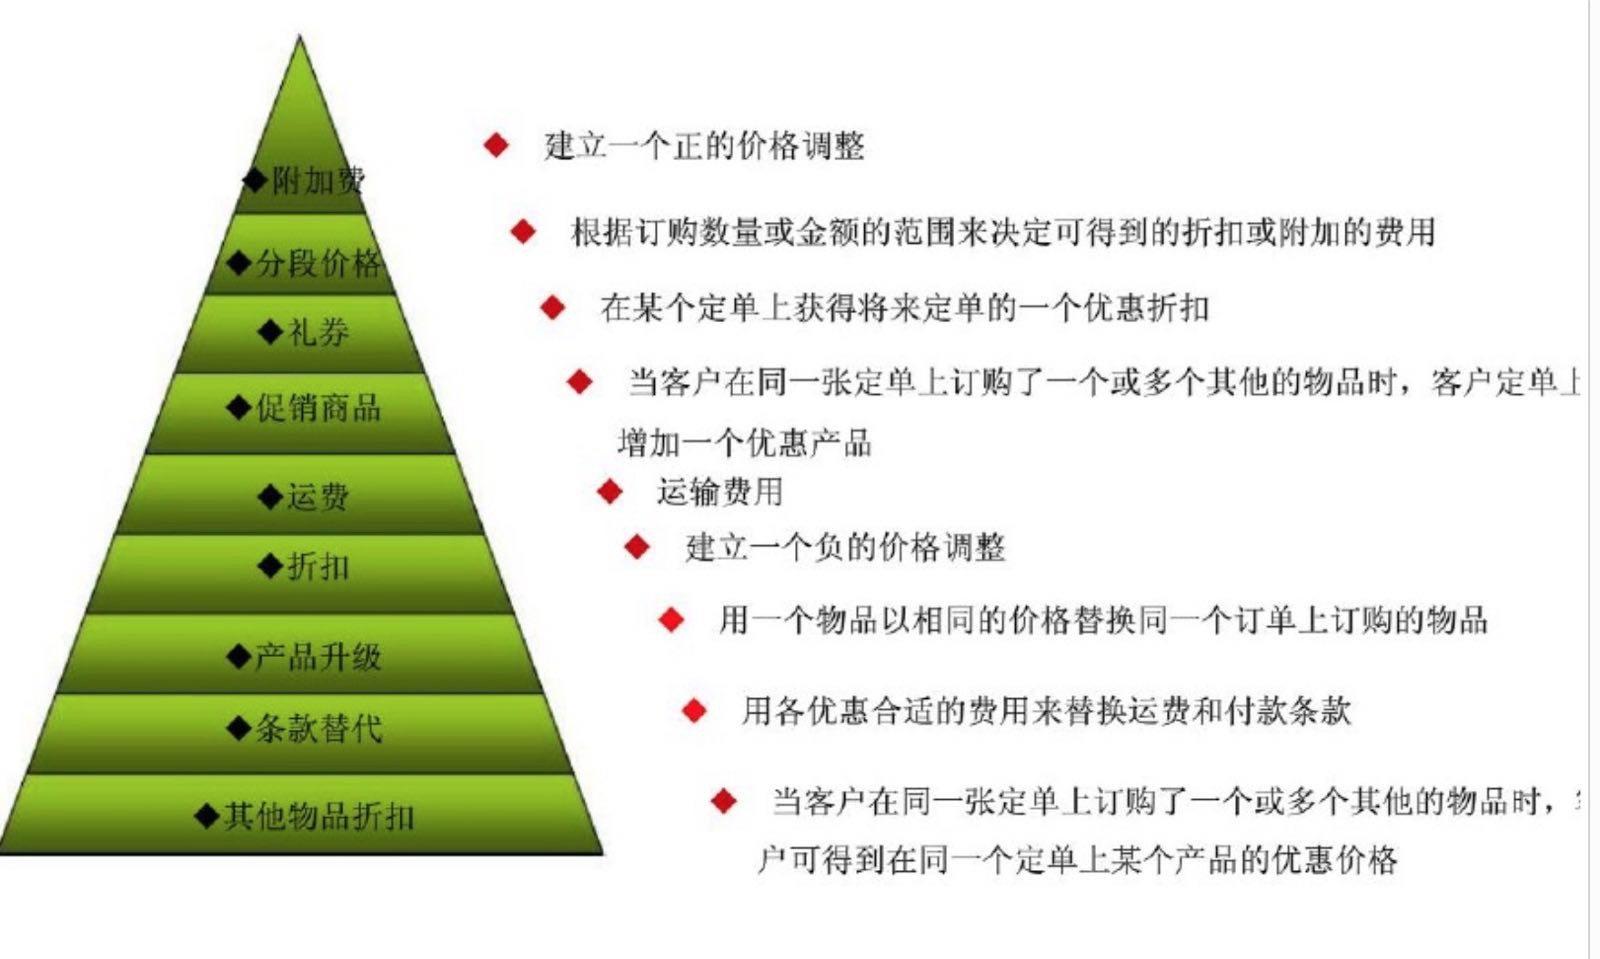 ◆附加费
◆分段价格
◆礼券
◆促销商品
◆运费
◆折扣
◆产品升级
◆条款替代
◆其他物品折扣
◆ 建立一个正的价格调整
◆ 根据订购数量或金额的范围来决定可得到的折扣或附加的费用
◆ 在某个定单上获得将来定单的一个优惠折扣
◆ 当客户在同一张定单上订购了一个或多个其他的物品时，客户定单上
增加一个优惠产品
◆ 运输费用
◆ 建立一个负的价格调整
◆ 用一个物品以相同的价格替换同一个订单上订购的物品
◆ 用各优惠合适的费用来替换运费和付款条款
◆ 当客户在同一张定单上订购了一个或多个其他的物品时，
户可得到在同一个定单上某个产品的优惠价格